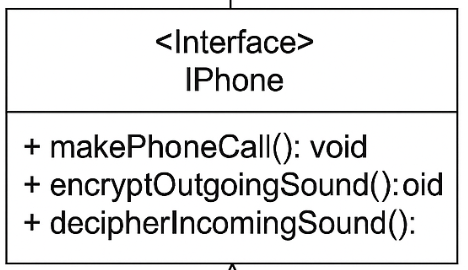 <Interface>
IPhone
+ makePhoneCall(): void
+ encryptOutgoingSound():oid
+ decipherIncomingSound():